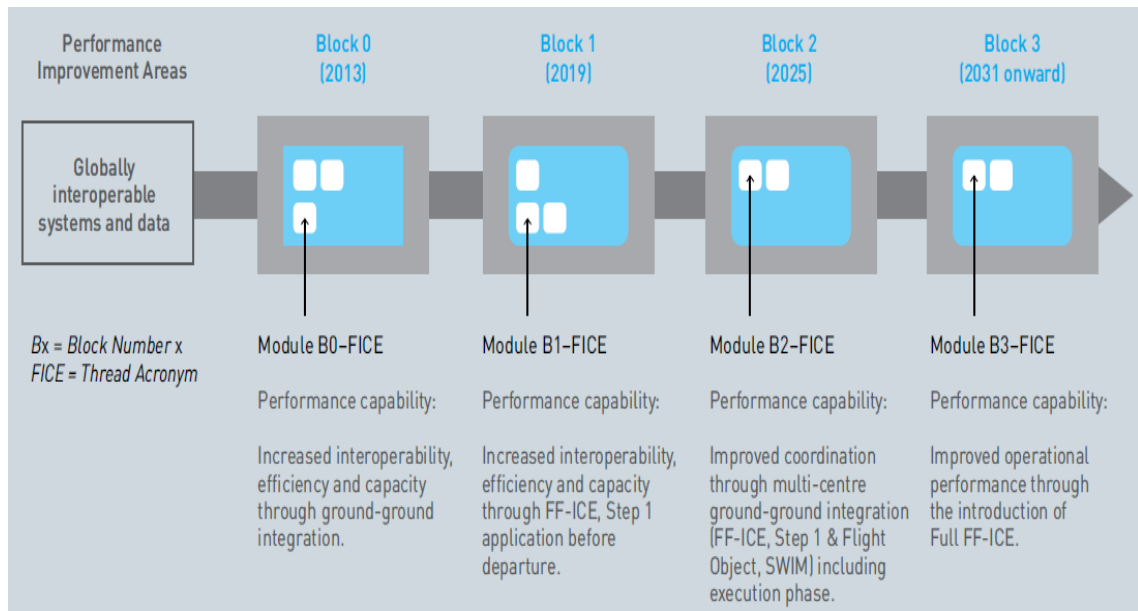 Performance
Improvement Areas
Block 0
(2013)
Block 1
(2019)
Block 2
(2025)
Block 3
(2031 onward)
Globally
interoperable
systems and data
Bx = Block Number x
FICE = Thread Acronym
Module B0–FICE
Performance capability:
Increased interoperability,
efficiency and capacity
through ground-ground
integration.
Module B1–FICE
Performance capability:
Increased interoperability,
efficiency and capacity
through FF-ICE, Step 1
application before
departure.
Module B2–FICE
Performance capability:
Improved coordination
through multi-centre
ground-ground integration
(FF-ICE, Step 1 & Flight
Object, SWIM) including
execution phase.
Module B3–FICE
Performance capability:
Improved operational
performance through
the introduction of
Full FF-ICE.